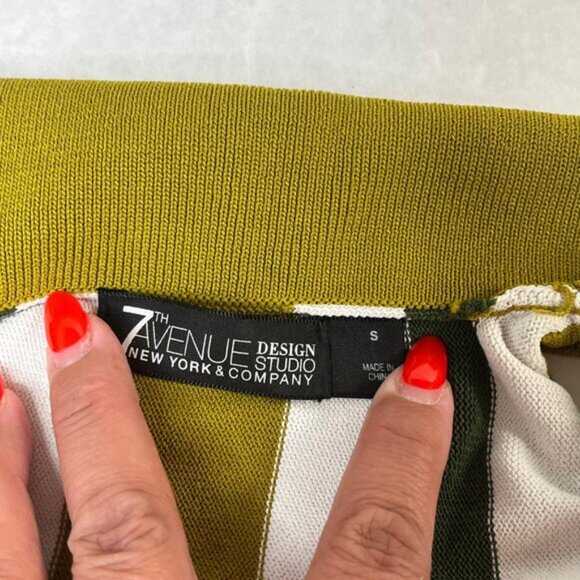 7TH AVENUE DESIGN STUDIO
NEW YORK & COMPANY
S
MADE IN
CHINA